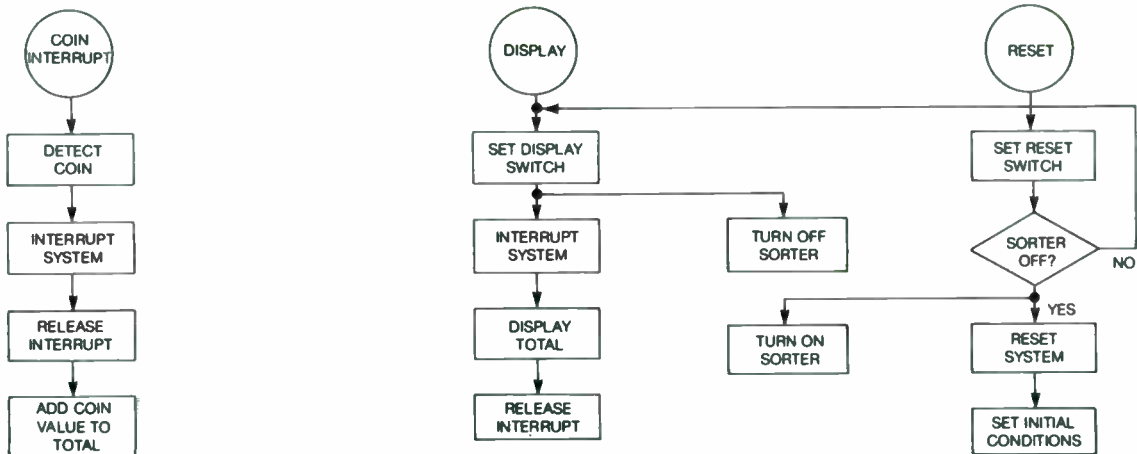 COIN
INTERRUPT
DETECT
COIN
INTERRUPT
SYSTEM
RELEASE
INTERRUPT
ADD COIN
VALUE TO
TOTAL
DISPLAY
SET DISPLAY
SWITCH
INTERRUPT
SYSTEM
TURN OFF
SORTER
DISPLAY
TOTAL
RELEASE
INTERRUPT
RESET
SET RESET
SWITCH
SORTER
OFF?
NO
YES
TURN ON
SORTER
RESET
SYSTEM
SET INITIAL
CONDITIONS